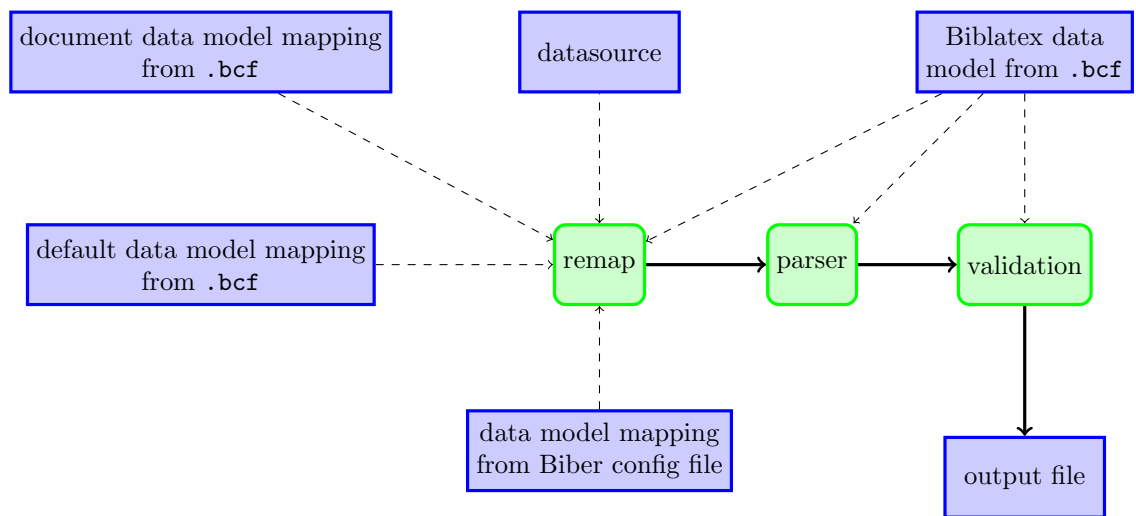 document data model mapping
from .bcf
datasource
Biblatex data
model from .bcf
default data model mapping
from .bcf
remap
parser
validation
data model mapping
from Biber config file
output file